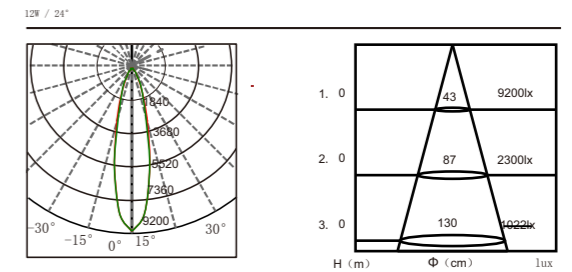 12W / 24°
1840
3680
5520
7360
9200
-30°
-15°
0°
15°
30°
1. 0 43 9200lx
2. 0 87 2300lx
3. 0 130 1022lx
H（m） Φ（cm） lux